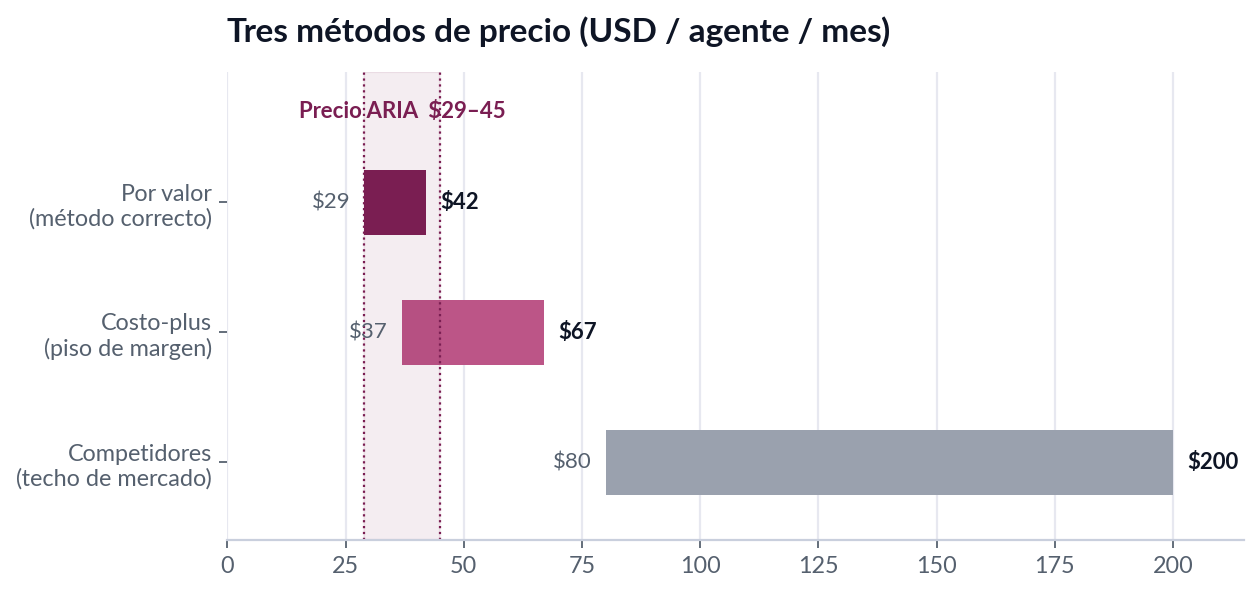 Tres métodos de precio (USD / agente / mes)
Precio ARIA $29–45
Por valor
(método correcto)
$29
$42
Costo-plus
(piso de margen)
$37
$67
Competidores
(techo de mercado)
$80
$200
0 25 50 75 100 125 150 175 200